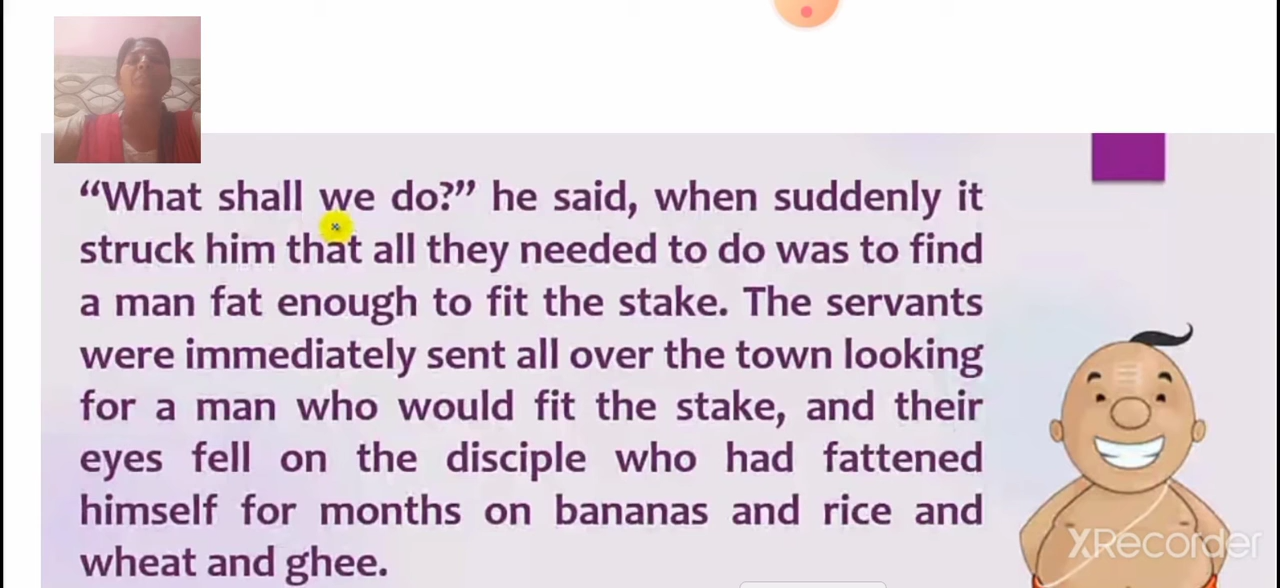 “What shall we do?” he said, when suddenly it
struck him that all they needed to do was to find
a man fat enough to fit the stake. The servants
were immediately sent all over the town looking
for a man who would fit the stake, and their
eyes fell on the disciple who had fattened
himself for months on bananas and rice and
wheat and ghee.
XRecorder